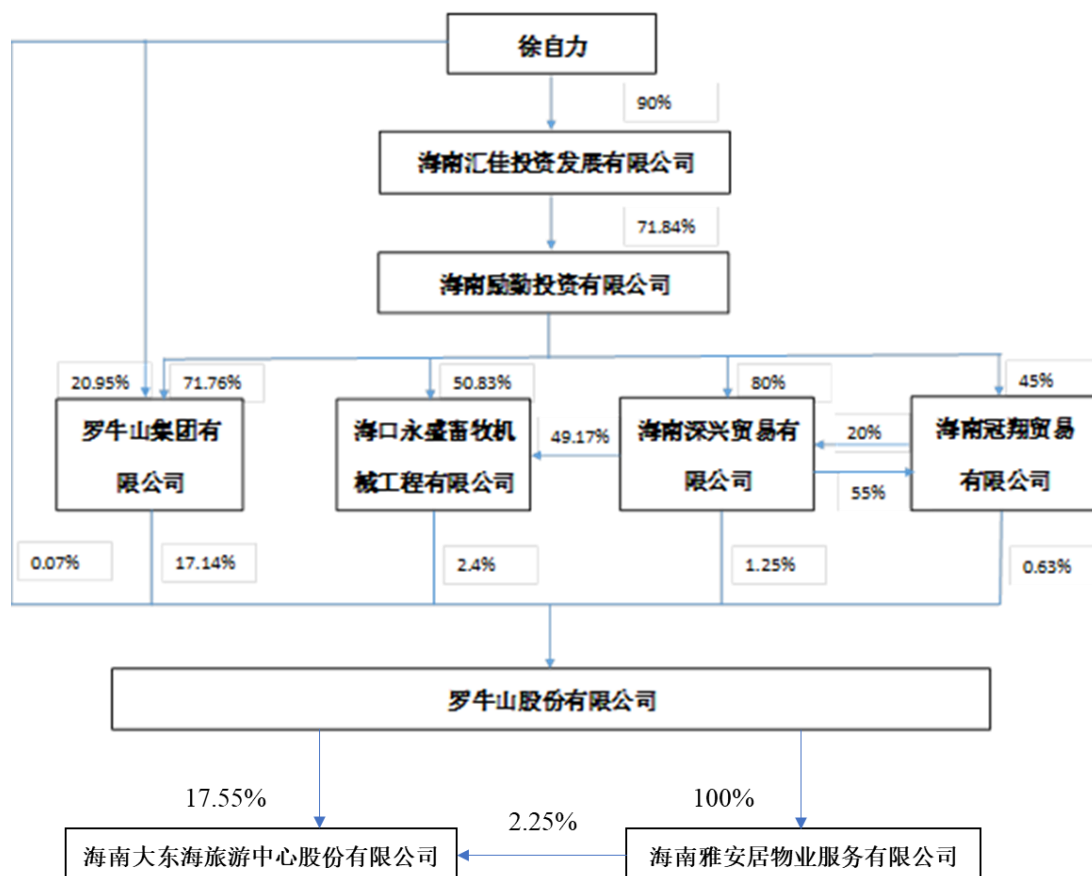 徐自力
90%
海南汇佳投资发展有限公司
71.84%
海南励勤投资有限公司
20.95%
71.76%
50.83%
80%
45%
罗牛山集团有
限公司
海口永盛畜牧机
械工程有限公司
49.17%
海南深兴贸易有
限公司
20%
55%
海南冠翔贸易
有限公司
0.07%
17.14%
2.4%
1.25%
0.63%
罗牛山股份有限公司
17.55%
100%
2.25%
海南大东海旅游中心股份有限公司
海南雅安居物业服务有限公司